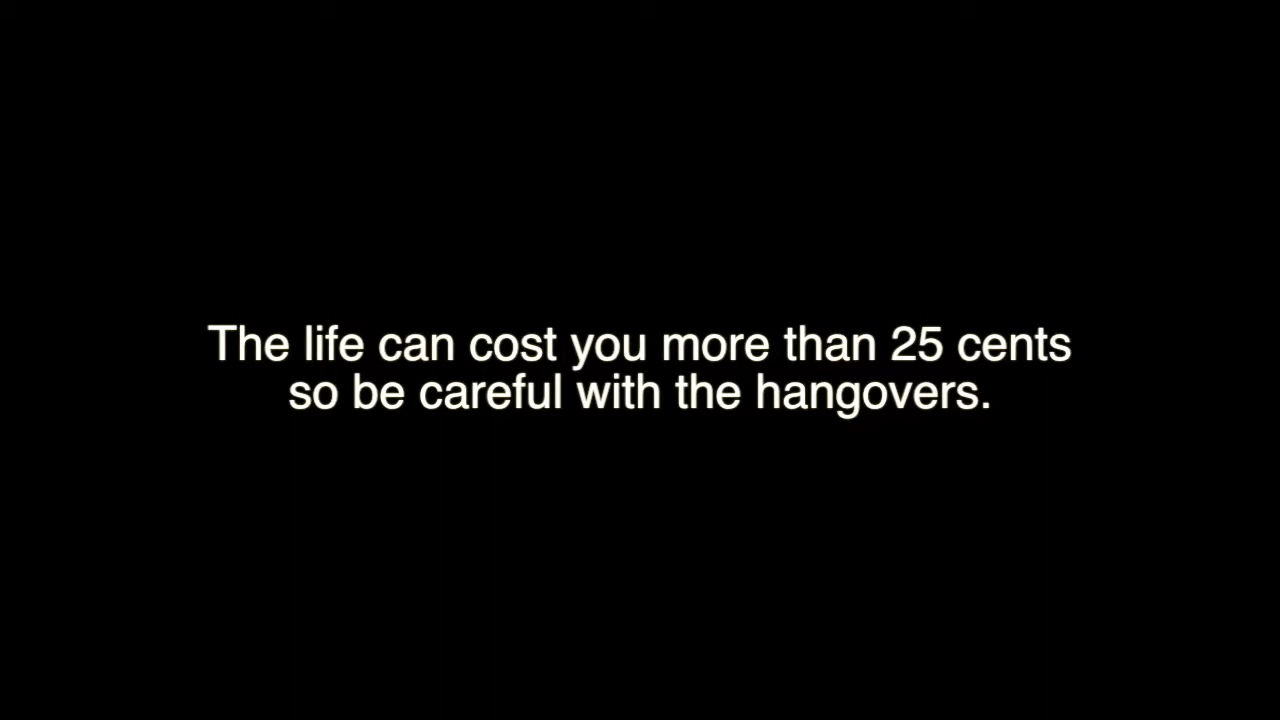 The life can cost you more than 25 cents
so be careful with the hangovers.